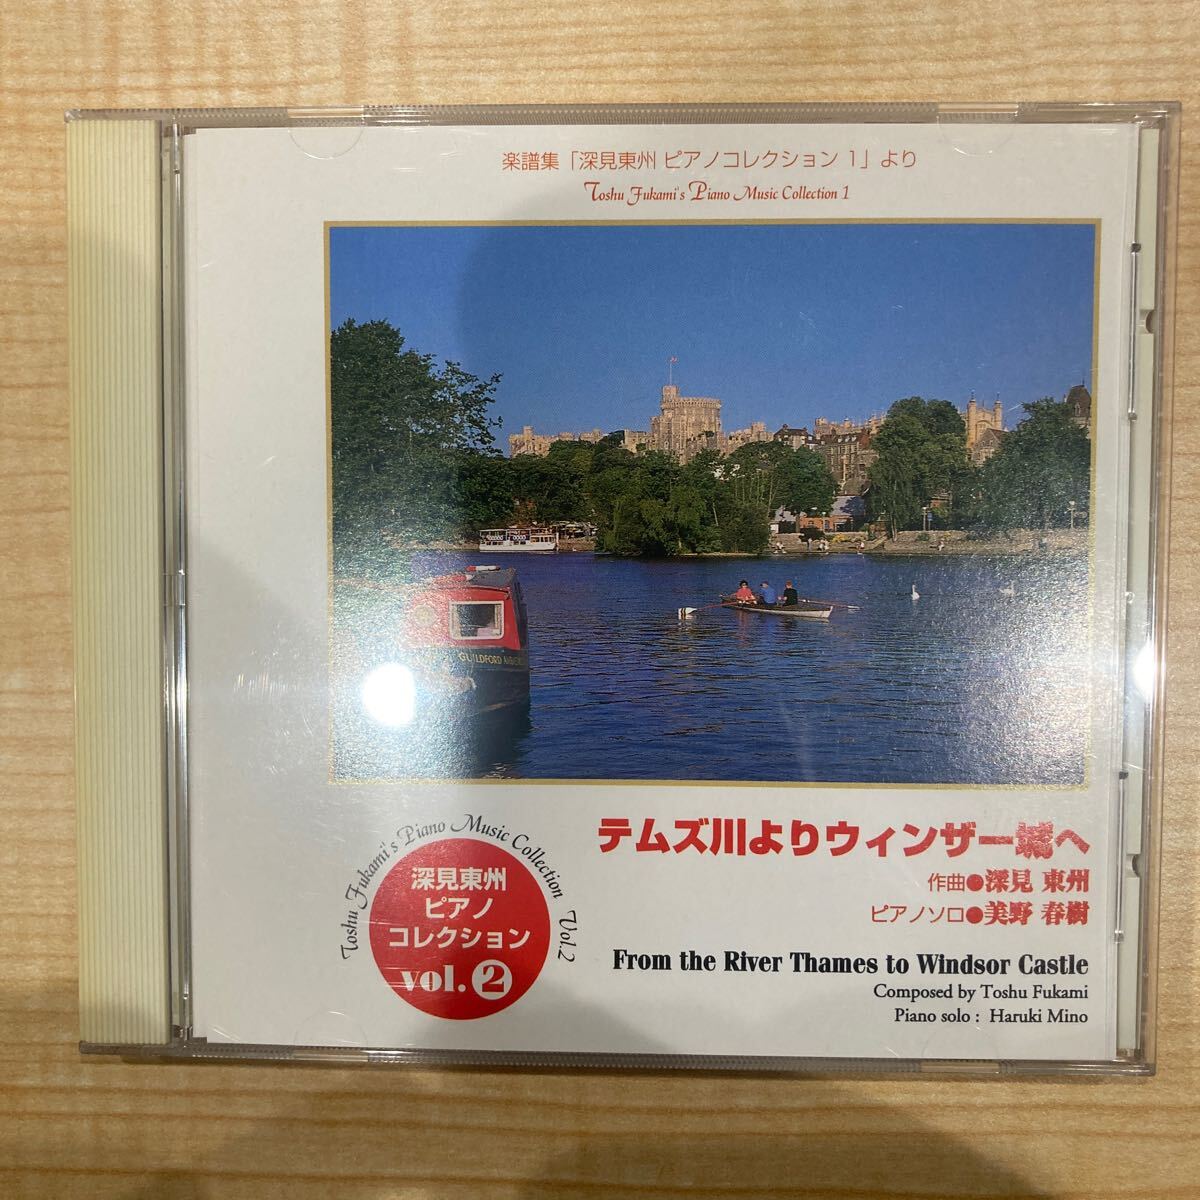 楽譜集「深見東州 ピアノコレクション 1」より
Toshu Fukami's Piano Music Collection 1
GUILDFORD
テムズ川よりウィンザー城へ
作曲●深見 東州
ピアノソロ●美野 春樹
From the River Thames to Windsor Castle
Composed by Toshu Fukami
Piano solo : Haruki Mino
Toshu Fukami's Piano Music Collection Vol.2
深見東州
ピアノ
コレクション
vol.2